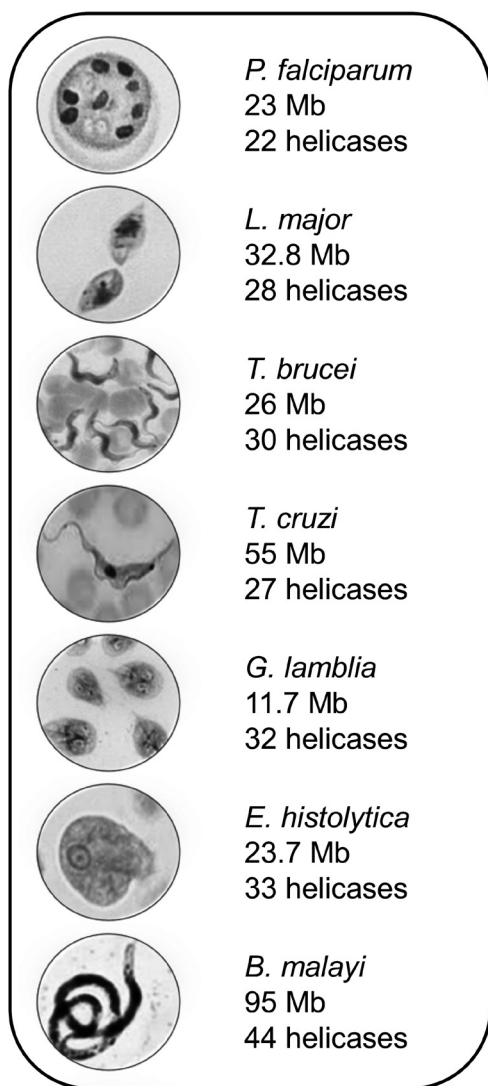 P. falciparum
23 Mb
22 helicases
L. major
32.8 Mb
28 helicases
T. brucei
26 Mb
30 helicases
T. cruzi
55 Mb
27 helicases
G. lamblia
11.7 Mb
32 helicases
E. histolytica
23.7 Mb
33 helicases
B. malayi
95 Mb
44 helicases